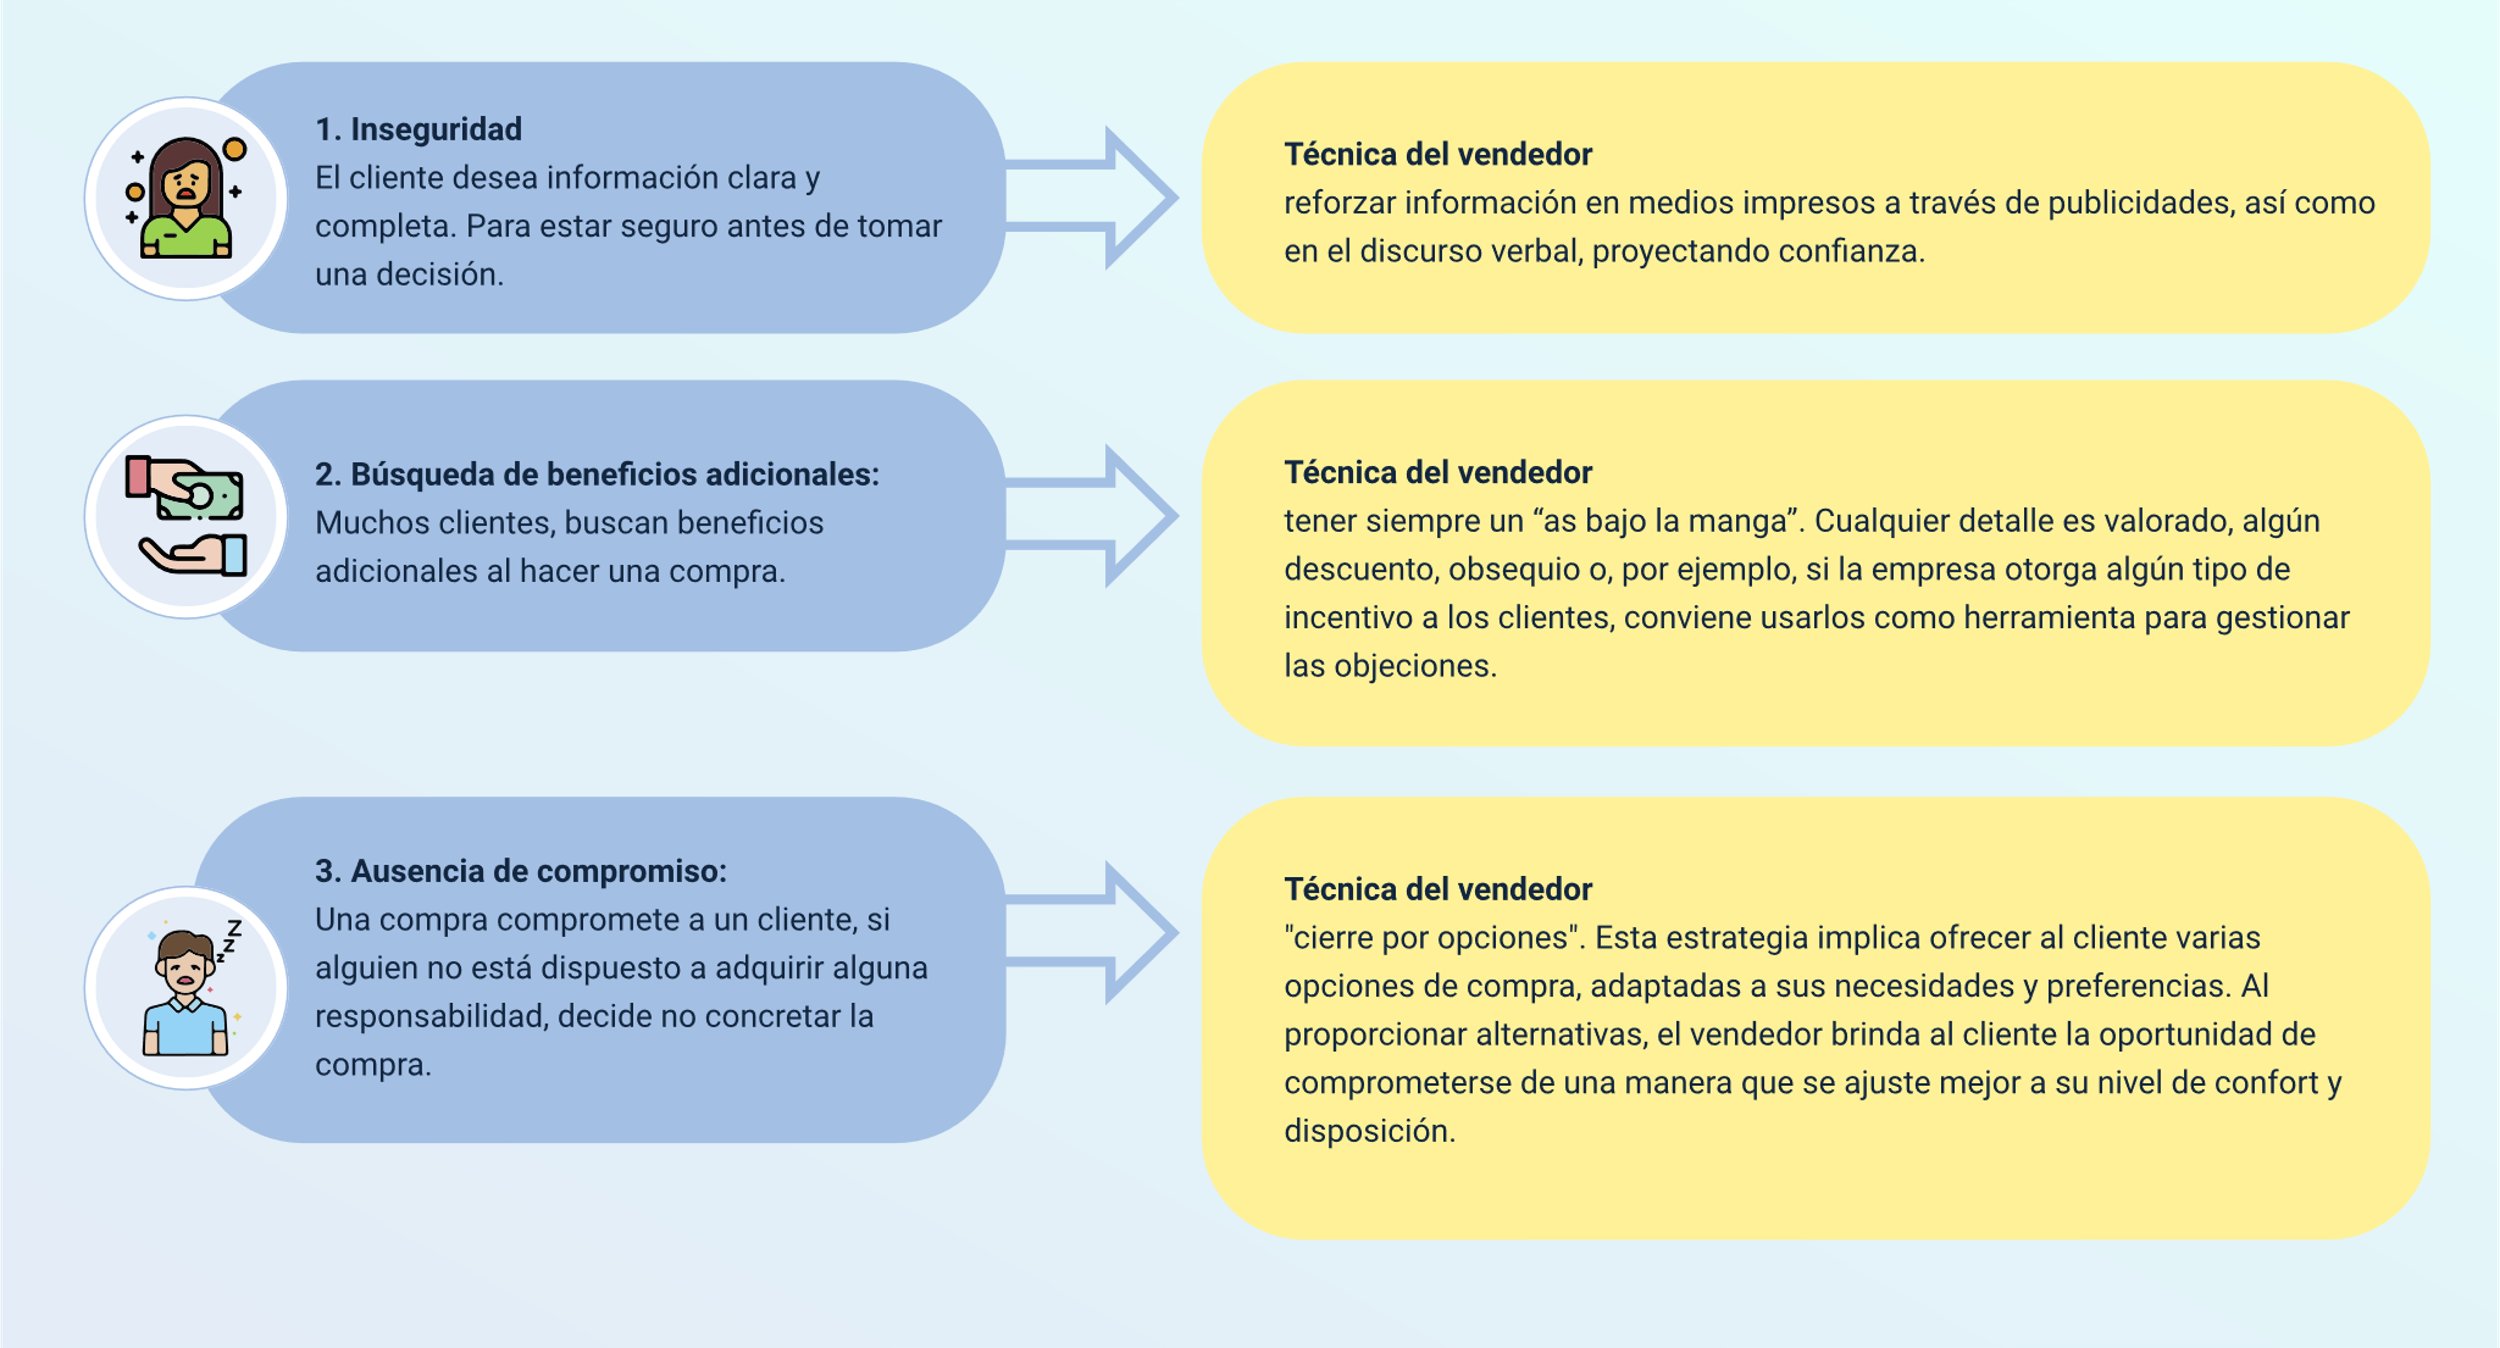 1. Inseguridad
El cliente desea información clara y
completa. Para estar seguro antes de tomar
una decisión.
Técnica del vendedor
reforzar información en medios impresos a través de publicidades, así como
en el discurso verbal, proyectando confianza.
2. Búsqueda de beneficios adicionales:
Muchos clientes, buscan beneficios
adicionales al hacer una compra.
Técnica del vendedor
tener siempre un “as bajo la manga”. Cualquier detalle es valorado, algún
descuento, obsequio o, por ejemplo, si la empresa otorga algún tipo de
incentivo a los clientes, conviene usarlos como herramienta para gestionar
las objeciones.
3. Ausencia de compromiso:
Una compra compromete a un cliente, si
alguien no está dispuesto a adquirir alguna
responsabilidad, decide no concretar la
compra.
Técnica del vendedor
"cierre por opciones". Esta estrategia implica ofrecer al cliente varias
opciones de compra, adaptadas a sus necesidades y preferencias. Al
proporcionar alternativas, el vendedor brinda al cliente la oportunidad de
comprometerse de una manera que se ajuste mejor a su nivel de confort y
disposición.
z z Z